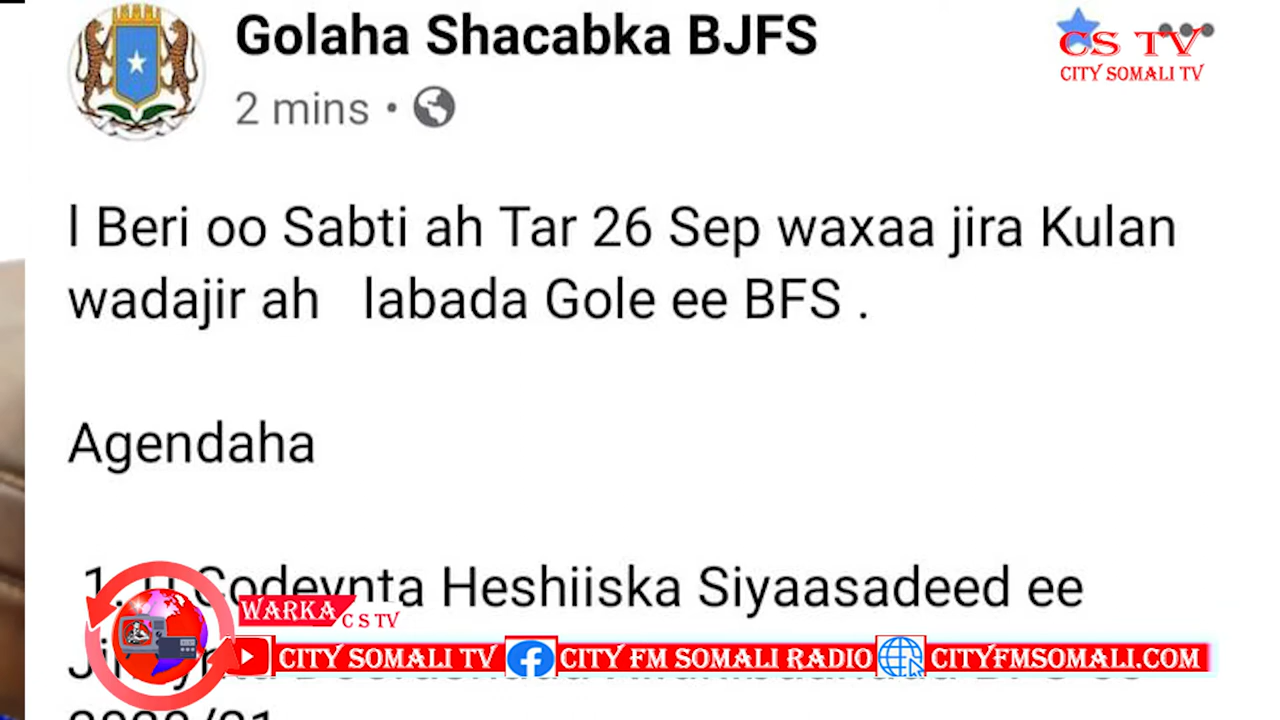 Golaha Shacabka BJFS
CS TV
2 mins •
CITY SOMALI TV
l Beri oo Sabti ah Tar 26 Sep waxaa jira Kulan
wadajir ah labada Gole ee BFS .
Agendaha
1. U Codeynta Heshiiska Siyaasadeed ee
WARKA
C S TV
CITY SOMALI TV
CITY FM SOMALI RADIO
CITYFMSOMALI.COM